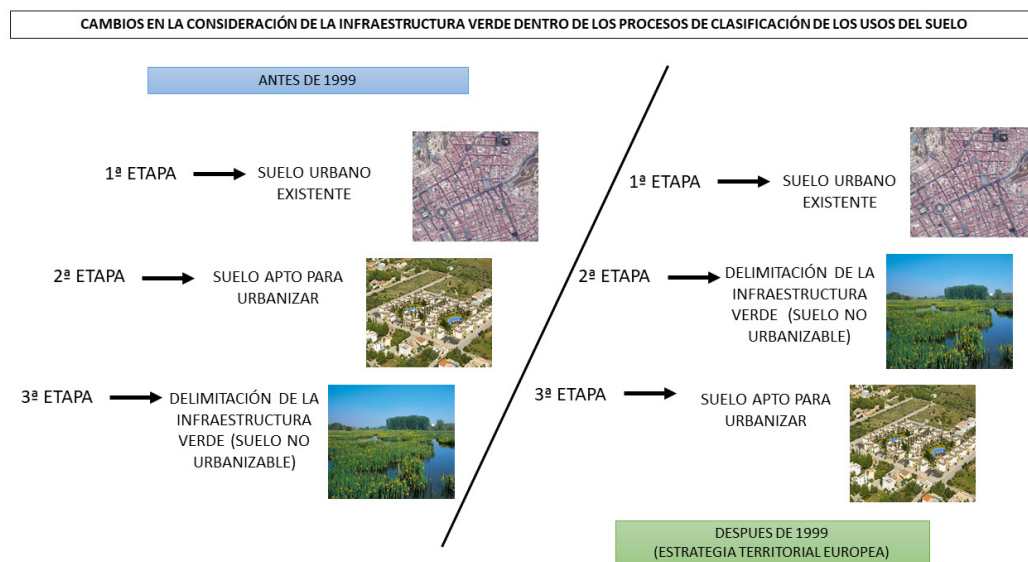 CAMBIOS EN LA CONSIDERACIÓN DE LA INFRAESTRUCTURA VERDE DENTRO DE LOS PROCESOS DE CLASIFICACIÓN DE LOS USOS DEL SUELO
ANTES DE 1999
1ª ETAPA
SUELO URBANO
EXISTENTE
2ª ETAPA
SUELO APTO PARA
URBANIZAR
3ª ETAPA
DELIMITACIÓN DE LA
INFRAESTRUCTURA
VERDE (SUELO NO
URBANIZABLE)
1ª ETAPA
SUELO URBANO
EXISTENTE
2ª ETAPA
DELIMITACIÓN DE LA
INFRAESTRUCTURA
VERDE (SUELO NO
URBANIZABLE)
3ª ETAPA
SUELO APTO PARA
URBANIZAR
DESPUES DE 1999
(ESTRATEGIA TERRITORIAL EUROPEA)